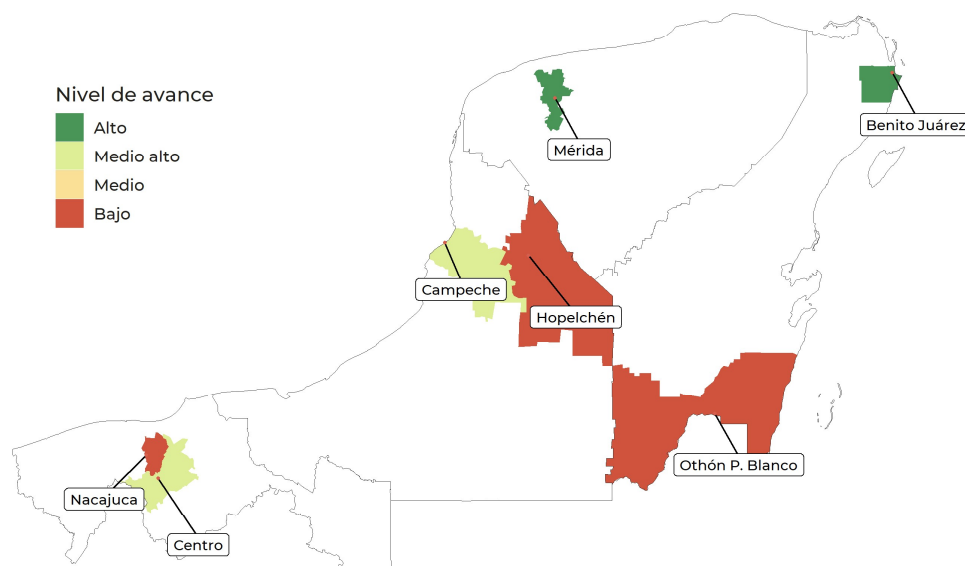 Nivel de avance
Alto
Medio alto
Medio
Bajo
Mérida
Benito Juárez
Campeche
Hopelchén
Othón P. Blanco
Nacajuca
Centro